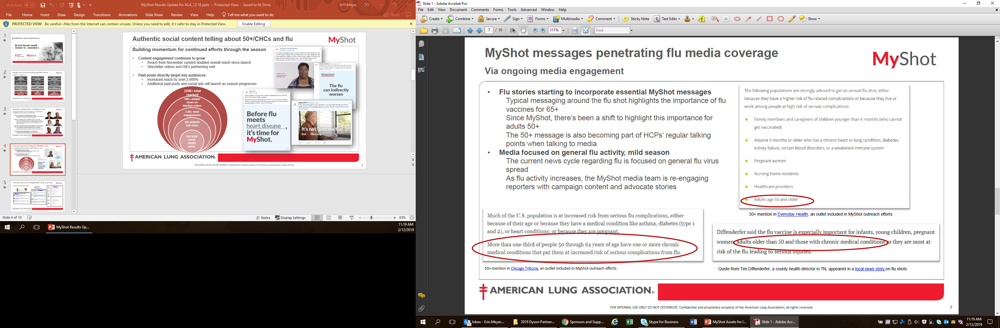 AutoSave Off
MyShot Results Update for ALA_12.18.pptx - Protected View - Saved to N: Drive
Erin Meyer
File Home Insert Draw Design Transitions Animations Slide Show Review View Help Tell me what you want to do
Share
PROTECTED VIEW Be careful—files from the Internet can contain viruses. Unless you need to edit, it's safer to stay in Protected View.
Enable Editing
1
AMERICAN LUNG ASSOCIATION.
My Shot Results Update
October 16 – December 5
MyShot
2
3
4
5
Authentic social content telling about 50+/CHCs and flu
MyShot
Building momentum for continued efforts through the season
• Content engagement continues to grow
• Reach from November content doubled overall reach since launch
• Storyteller videos and GIFs performing well
• Paid posts directly target key audiences
• Increased reach by over 2,000%
• Additional paid posts and social ads will launch as season progresses
226K+ total
reached
59K+ unique
views on
MyShot videos
7.4K+ total
engagements
185 website
link clicks
50+ total
social
media
posts
American Lung Association
Did you know?
The flu
can indirectly
worsen
Sanofi US
Before flu
meets
heart disease,
it's time for
MyShot.
Sanofi US
It's not "just the flu.
GetMyShot.org
AMERICAN LUNG ASSOCIATION.
FOR INTERNAL USE ONLY DO NOT DISTRIBUTE. Confidential and proprietary property of the American Lung Association, all rights reserved.
4
Slide 4 of 10
Notes Display Settings 63%
MyShot Results Up...
11:19 AM
2/12/2019
Slide 1 - Adobe Acrobat Pro
File Edit View Document Comments Forms Tools Advanced Window Help
Create Combine Secure Sign Forms Multimedia Comment Sticky Note Text Edits Show
7 / 10 111% Find
MyShot messages penetrating flu media coverage
MyShot
Via ongoing media engagement
• Flu stories starting to incorporate essential MyShot messages
Typical messaging around the flu shot highlights the importance of flu
vaccines for 65+
Since MyShot, there's been a shift to highlight this importance for
adults 50+
The 50+ message is also becoming part of HCPs' regular talking
points when talking to media
• Media focused on general flu activity, mild season
The current news cycle regarding flu is focused on general flu virus
spread
As flu activity increases, the MyShot media team is re-engaging
reporters with campaign content and advocate stories
The following populations are strongly advised to get an annual flu shot, either
because they have a higher risk of flu-related complications or because they live or
work among people at high risk of serious complications:
Family members and caregivers of children younger than 6 months (who cannot
get vaccinated)
Anyone 6 months or older who has a chronic heart or lung condition, diabetes,
kidney failure, certain blood disorders, or a weakened immune system
Pregnant women
Nursing home residents
Healthcare providers
Adults age 50 and older
50+ mention in Everyday Health, an outlet included in MyShot outreach efforts
Much of the U.S. population is at increased risk from serious flu complications, either
because of their age or because they have a medical condition like asthma, diabetes (type 1
and 2), or heart conditions; or because they are pregnant.
More than one-third of people 50 through 64 years of age have one or more chronic
medical conditions that put them at increased risk of serious complications from flu.
50+ mention in Chicago Tribune, an outlet included in MyShot outreach efforts
Diffenderfer said the flu vaccine is especially important for infants, young children, pregnant
women, adults older than 50 and those with chronic medical conditions as they are most at
risk of the flu leading to serious injuries.
Quote from Tim Diffenderfer, a county health director in TN, appeared in a local news story on flu shots
AMERICAN LUNG ASSOCIATION®
FOR INTERNAL USE ONLY DO NOT DISTRIBUTE. Confidential and proprietary property of the American Lung Association, all rights reserved.
7
Inbox - Erin.Meyer... 2019 Dyson Partner... Sponsors and Supp... Skype for Business MyShot Assets for I... Slide 1 - Adobe Acr...
11:19 AM
2/12/2019